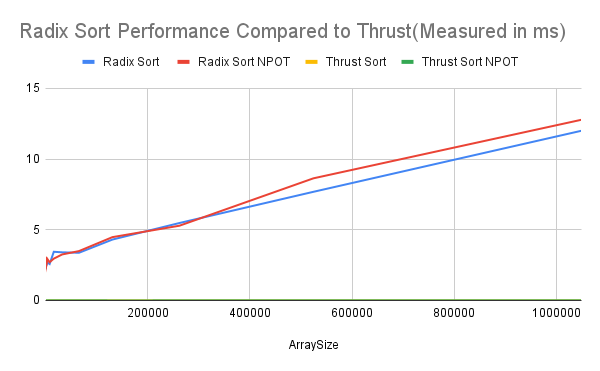 Radix Sort Performance Compared to Thrust(Measured in ms)
Radix Sort Radix Sort NPOT Thrust Sort Thrust Sort NPOT
15
10
5
0
200000 400000 600000 800000 1000000
ArraySize